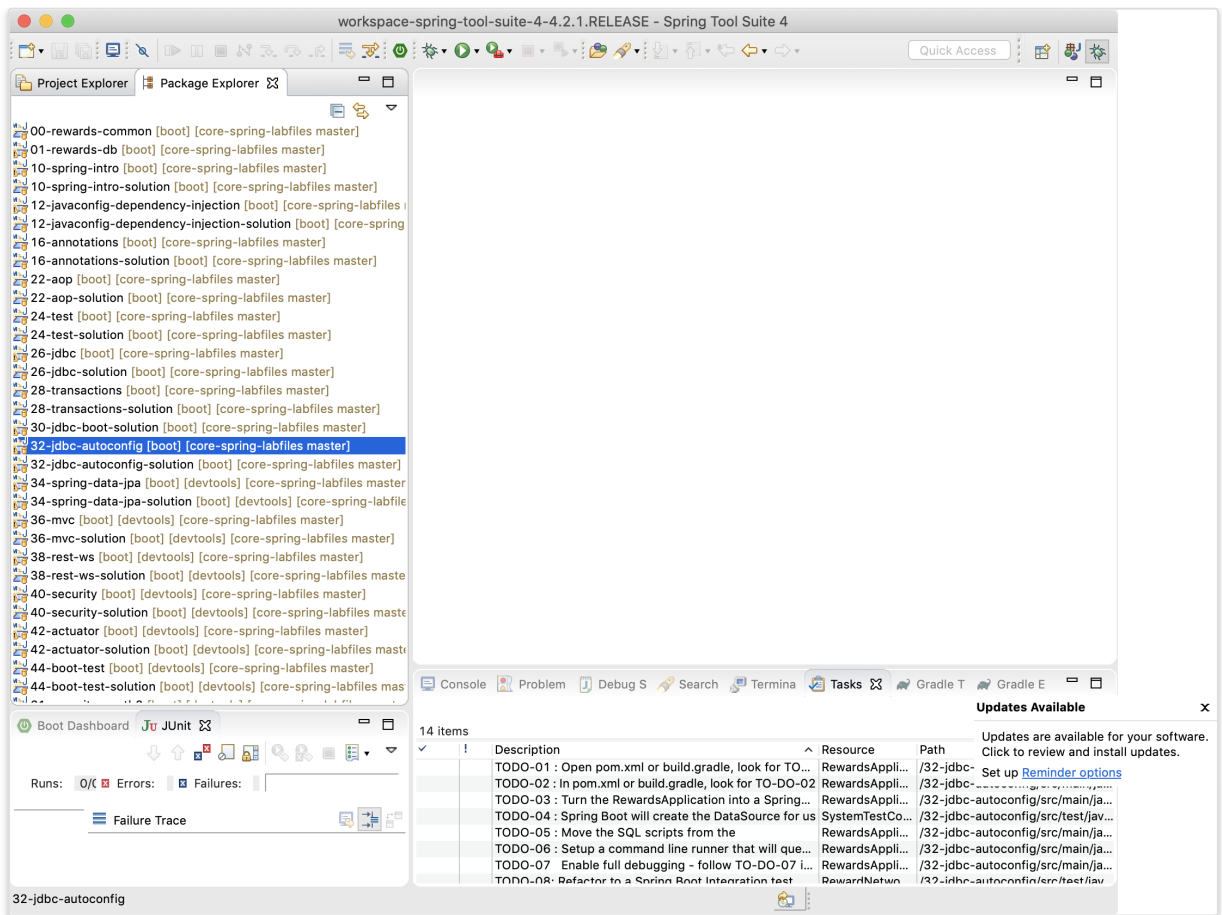 workspace-spring-tool-suite-4-4.2.1.RELEASE - Spring Tool Suite 4
Quick Access
Project Explorer
Package Explorer
00-rewards-common [boot] [core-spring-labfiles master]
01-rewards-db [boot] [core-spring-labfiles master]
10-spring-intro [boot] [core-spring-labfiles master]
10-spring-intro-solution [boot] [core-spring-labfiles master]
12-javaconfig-dependency-injection [boot] [core-spring-labfiles
12-javaconfig-dependency-injection-solution [boot] [core-spring
16-annotations [boot] [core-spring-labfiles master]
16-annotations-solution [boot] [core-spring-labfiles master]
22-aop [boot] [core-spring-labfiles master]
22-aop-solution [boot] [core-spring-labfiles master]
24-test [boot] [core-spring-labfiles master]
24-test-solution [boot] [core-spring-labfiles master]
26-jdbc [boot] [core-spring-labfiles master]
26-jdbc-solution [boot] [core-spring-labfiles master]
28-transactions [boot] [core-spring-labfiles master]
28-transactions-solution [boot] [core-spring-labfiles master]
30-jdbc-boot-solution [boot] [core-spring-labfiles master]
32-jdbc-autoconfig [boot] [core-spring-labfiles master]
32-jdbc-autoconfig-solution [boot] [core-spring-labfiles master]
34-spring-data-jpa [boot] [devtools] [core-spring-labfiles master
34-spring-data-jpa-solution [boot] [devtools] [core-spring-labfile
36-mvc [boot] [devtools] [core-spring-labfiles master]
36-mvc-solution [boot] [devtools] [core-spring-labfiles master]
38-rest-ws [boot] [devtools] [core-spring-labfiles master]
38-rest-ws-solution [boot] [devtools] [core-spring-labfiles maste
40-security [boot] [devtools] [core-spring-labfiles master]
40-security-solution [boot] [devtools] [core-spring-labfiles maste
42-actuator [boot] [devtools] [core-spring-labfiles master]
42-actuator-solution [boot] [devtools] [core-spring-labfiles maste
44-boot-test [boot] [devtools] [core-spring-labfiles master]
44-boot-test-solution [boot] [devtools] [core-spring-labfiles mas
Boot Dashboard
JUnit
Runs: 0/0 Errors: Failures:
Failure Trace
Console Problem Debug S Search Termina Tasks Gradle T Gradle E
14 items
! Description Resource Path
TODO-01 : Open pom.xml or build.gradle, look for TO... RewardsAppli... /32-jdbc-
TODO-02 : In pom.xml or build.gradle, look for TO-DO-02 RewardsAppli... /32-jdbc-
TODO-03 : Turn the RewardsApplication into a Spring... RewardsAppli... /32-jdbc-autoconfig/src/main/ja...
TODO-04 : Spring Boot will create the DataSource for us SystemTestCo... /32-jdbc-autoconfig/src/test/jav...
TODO-05 : Move the SQL scripts from the RewardsAppli... /32-jdbc-autoconfig/src/main/ja...
TODO-06 : Setup a command line runner that will que... RewardsAppli... /32-jdbc-autoconfig/src/main/ja...
TODO-07 Enable full debugging - follow TO-DO-07 i... RewardsAppli... /32-jdbc-autoconfig/src/main/ja...
TODO-08: Refactor to a Spring Boot Integration test RewardNetwo... /32-jdbc-autoconfig/src/test/jav...
Updates Available
Updates are available for your software.
Click to review and install updates.
Set up Reminder options
32-jdbc-autoconfig